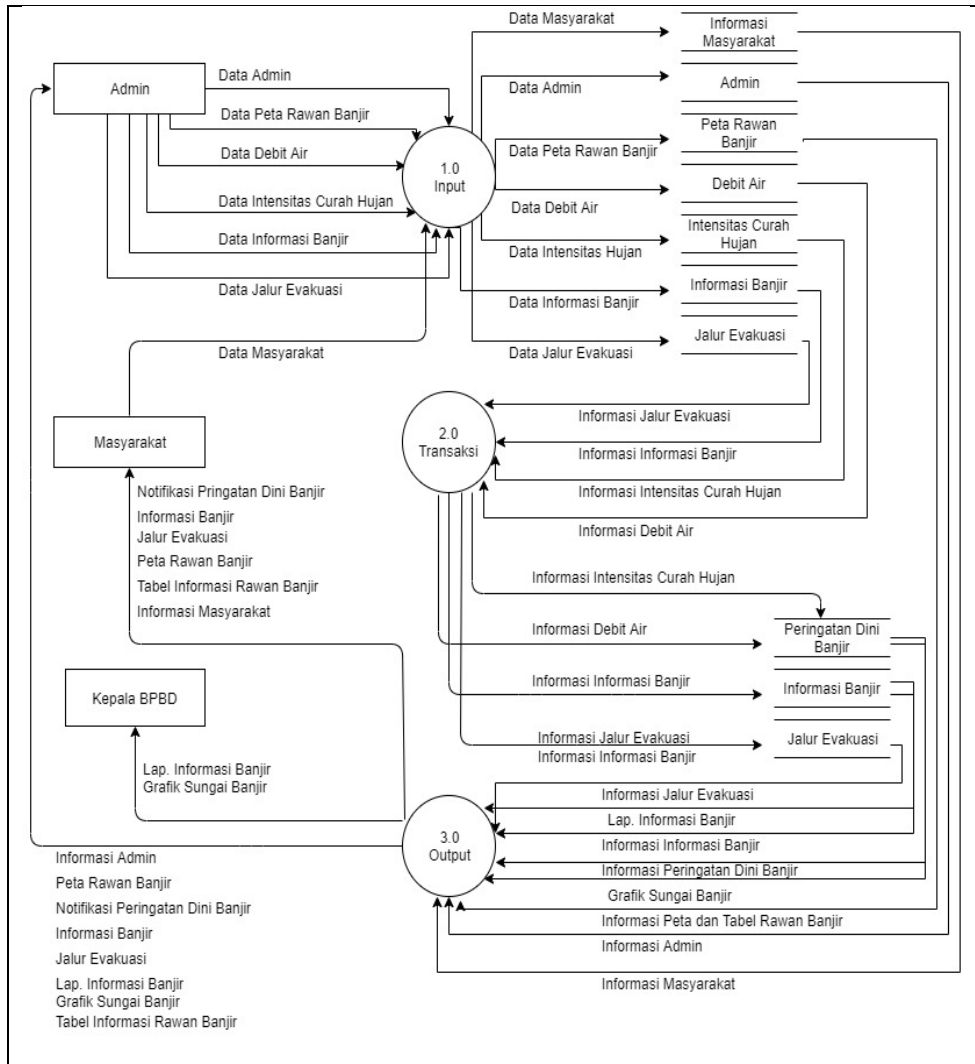 Data Masyarakat
Informasi
Masyarakat
Admin
Data Admin
Data Admin
Admin
Data Peta Rawan Banjir
Peta Rawan
Banjir
Data Peta Rawan Banjir
Data Debit Air
1.0
Input
Debit Air
Data Intensitas Curah Hujan
Data Debit Air
Intensitas Curah
Hujan
Data Informasi Banjir
Data Intensitas Hujan
Informasi Banjir
Data Jalur Evakuasi
Data Informasi Banjir
Jalur Evakuasi
Data Masyarakat
Data Jalur Evakuasi
Informasi Jalur Evakuasi
Masyarakat
2.0
Transaksi
Informasi Informasi Banjir
Notifikasi Pringatan Dini Banjir
Informasi Intensitas Curah Hujan
Informasi Banjir
Jalur Evakuasi
Informasi Debit Air
Peta Rawan Banjir
Tabel Informasi Rawan Banjir
Informasi Masyarakat
Informasi Intensitas Curah Hujan
Informasi Debit Air
Peringatan Dini
Banjir
Kepala BPBD
Informasi Informasi Banjir
Informasi Banjir
Informasi Jalur Evakuasi
Informasi Informasi Banjir
Jalur Evakuasi
Lap. Informasi Banjir
Grafik Sungai Banjir
Informasi Jalur Evakuasi
Lap. Informasi Banjir
3.0
Output
Informasi Informasi Banjir
Informasi Peringatan Dini Banjir
Grafik Sungai Banjir
Informasi Peta dan Tabel Rawan Banjir
Informasi Admin
Informasi Masyarakat
Informasi Admin
Peta Rawan Banjir
Notifikasi Peringatan Dini Banjir
Informasi Banjir
Jalur Evakuasi
Lap. Informasi Banjir
Grafik Sungai Banjir
Tabel Informasi Rawan Banjir